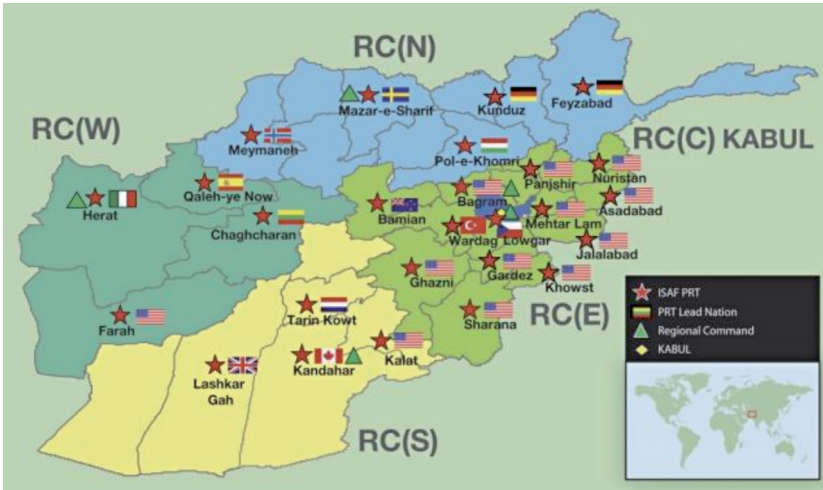 RC(N)
Mazar-e-Sharif
Kunduz
Feyzabad
RC(W)
Meymaneh
Pol-e-Khomri
RC(C) KABUL
Herat
Qaleh-ye Now
Chaghcharan
Bamian
Bagram
Panjshir
Nuristan
Asadabad
Mehtar Lam
Wardag
Lowgar
Jalalabad
Ghazni
Gardez
Khowst
Farah
Tarin Kowt
Sharana
RC(E)
Lashkar
Gah
Kandahar
Kalat
RC(S)
ISAF PRT
PRT Lead Nation
Regional Command
KABUL